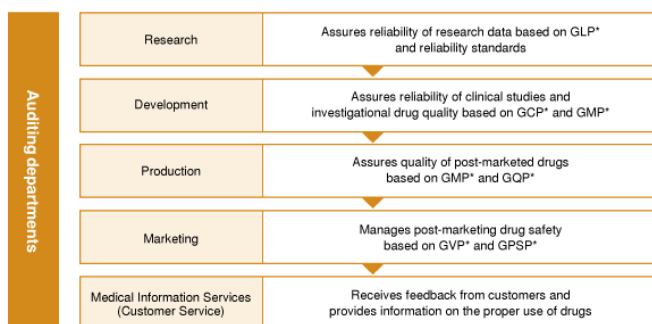 Auditing departments
Research
Assures reliability of research data based on GLP*
and reliability standards
Development
Assures reliability of clinical studies and
investigational drug quality based on GCP* and GMP*
Production
Assures quality of post-marketed drugs
based on GMP* and GQP*
Marketing
Manages post-marketing drug safety
based on GVP* and GPSP*
Medical Information Services
(Customer Service)
Receives feedback from customers and
provides information on the proper use of drugs